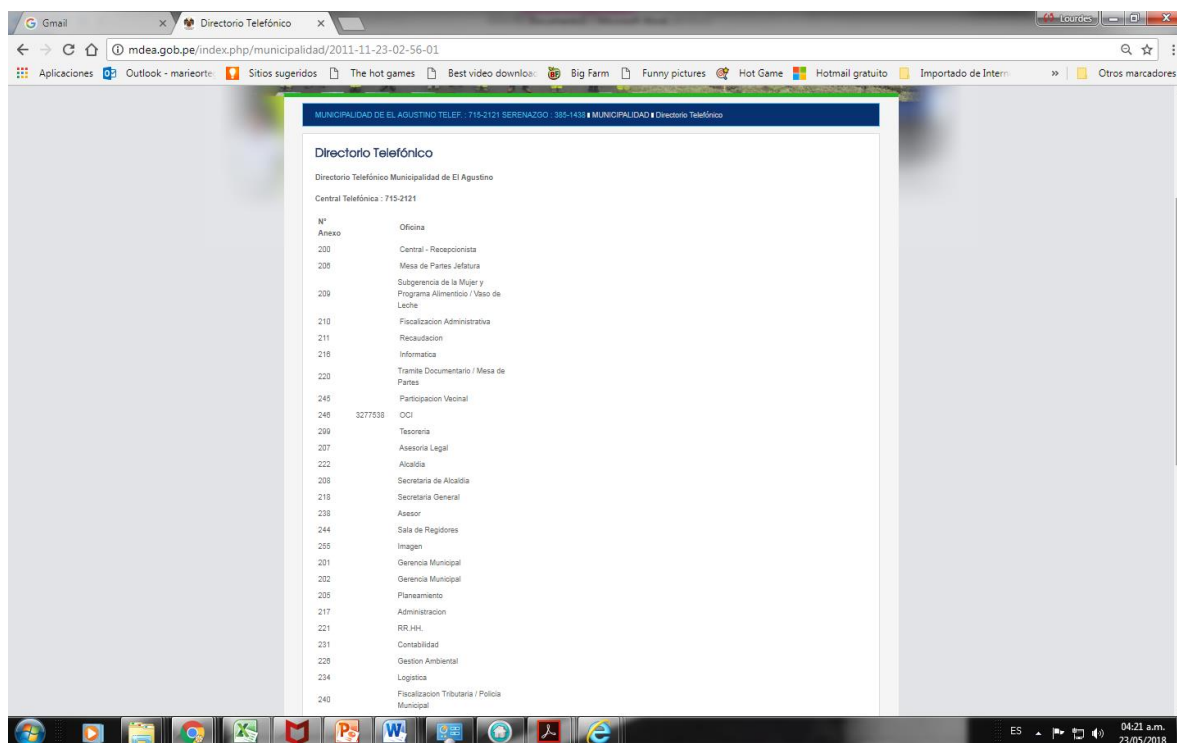 Gmail
Directorio Telefónico
Lourdes
mdea.gob.pe/index.php/municipalidad/2011-11-23-02-56-01
Aplicaciones Outlook - marieorte Sitios sugeridos The hot games Best video downloa Big Farm Funny pictures Hot Game Hotmail gratuito Importado de Intern » Otros marcadores
MUNICIPALIDAD DE EL AGUSTINO TELEF. : 715-2121 SERENAZGO : 385-1438 MUNICIPALIDAD Directorio Telefónico
Directorio Telefónico
Directorio Telefónico Municipalidad de El Agustino
Central Telefónica : 715-2121
N°
Anexo
Oficina
200 Central - Recepcionista
206 Mesa de Partes Jefatura
209 Subgerencia de la Mujer y
Programa Alimenticio / Vaso de
Leche
210 Fiscalizacion Administrativa
211 Recaudacion
216 Informatica
220 Tramite Documentario / Mesa de
Partes
245 Participacion Vecinal
246 3277538 OCI
299 Tesoreria
207 Asesoria Legal
222 Alcaldia
208 Secretaria de Alcaldia
218 Secretaria General
238 Asesor
244 Sala de Regidores
255 Imagen
201 Gerencia Municipal
202 Gerencia Municipal
205 Planeamiento
217 Administracion
221 RR.HH.
231 Contabilidad
226 Gestion Ambiental
234 Logistica
240 Fiscalizacion Tributaria / Policia
Municipal
ES
04:21 a.m.
23/05/2018